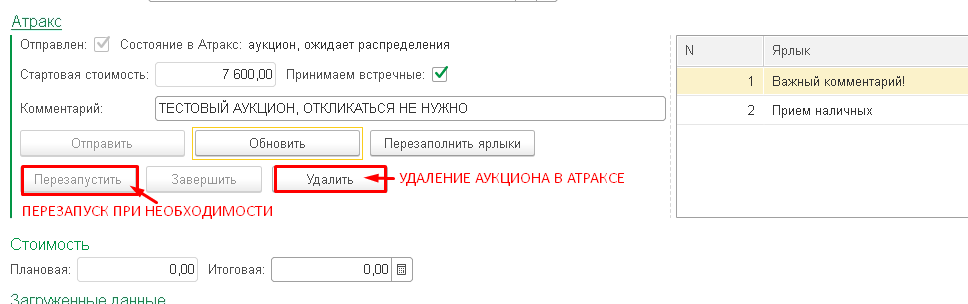 Атракс
Отправлен: Состояние в Атракс: аукцион, ожидает распределения
Стартовая стоимость: 7 600,00 Принимаем встречные:
Комментарий: ТЕСТОВЫЙ АУКЦИОН, ОТКЛИКАТЬСЯ НЕ НУЖНО
Отправить Обновить Перезаполнить ярлыки
Перезапустить Завершить Удалить УДАЛЕНИЕ АУКЦИОНА В АТРАКСЕ
ПЕРЕЗАПУСК ПРИ НЕОБХОДИМОСТИ
N Ярлык
1 Важный комментарий!
2 Прием наличных
Стоимость
Плановая: 0,00 Итоговая: 0,00
Загруженные данные